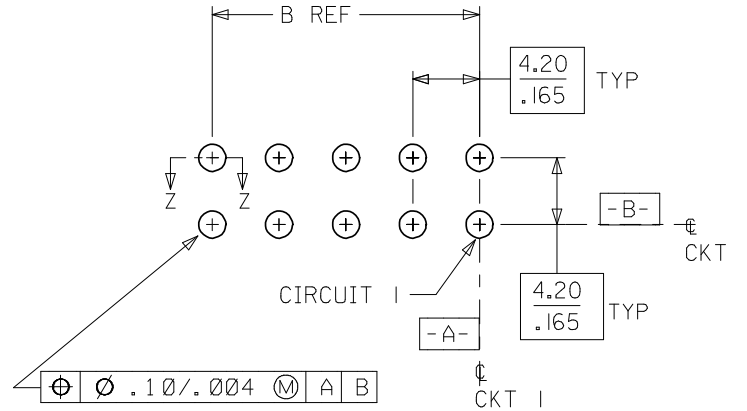 B REF
4.20
.165
TYP
Z Z
-B-
℄
CKT
CIRCUIT 1
4.20
.165
TYP
-A-
⌖ Ø .10/.004 Ⓜ A B
℄
CKT 1